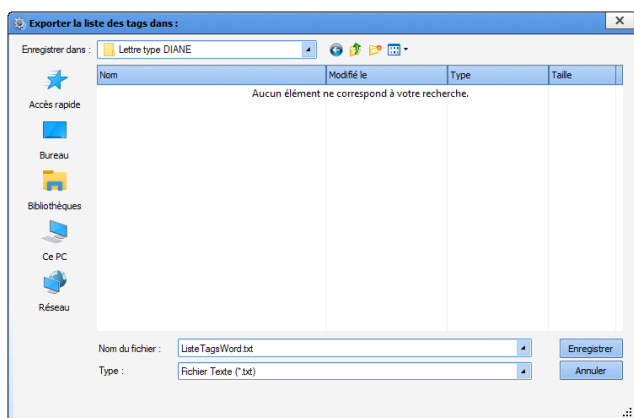 Exporter la liste des tags dans :
Enregistrer dans : Lettre type DIANE
Nom Modifié le Type Taille
Aucun élément ne correspond à votre recherche.
Accès rapide
Bureau
Bibliothèques
Ce PC
Réseau
Nom du fichier : ListeTagsWord.txt Enregistrer
Type : Fichier Texte (*.txt) Annuler